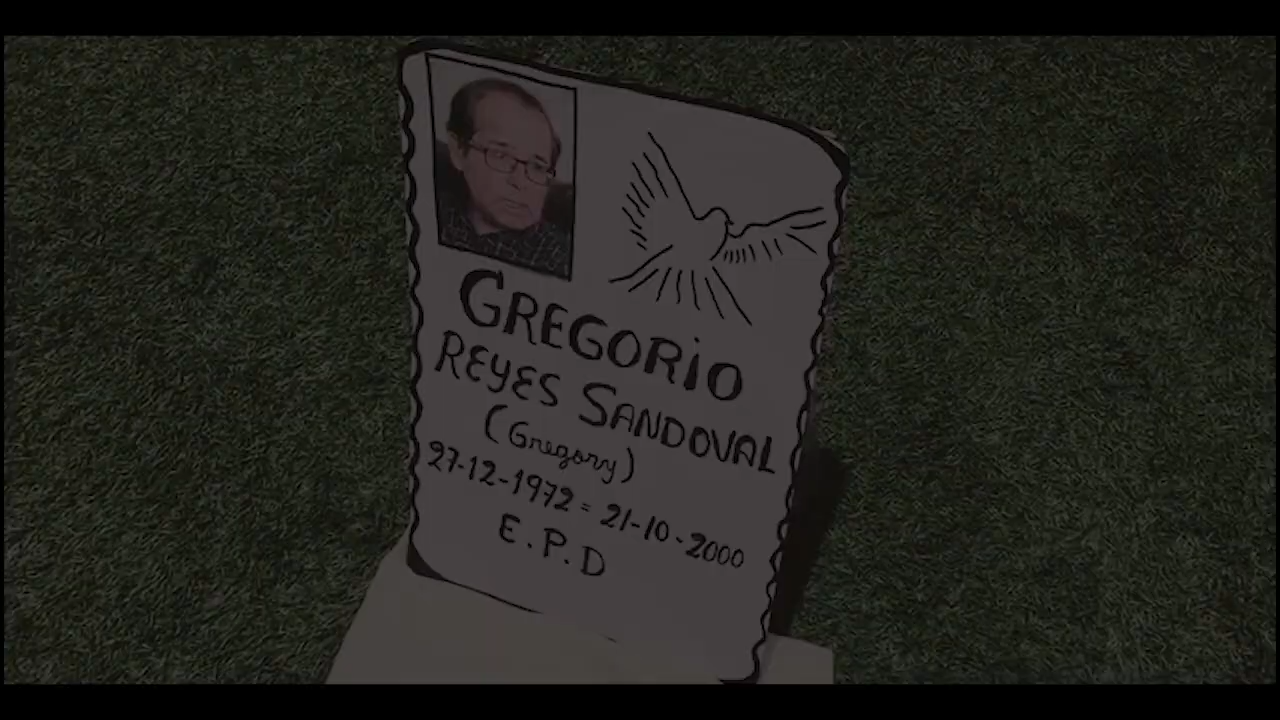 GREGORIO
REYES SANDOVAL
(Gregory)
27-12-1972 = 21-10-2000
E.P.D